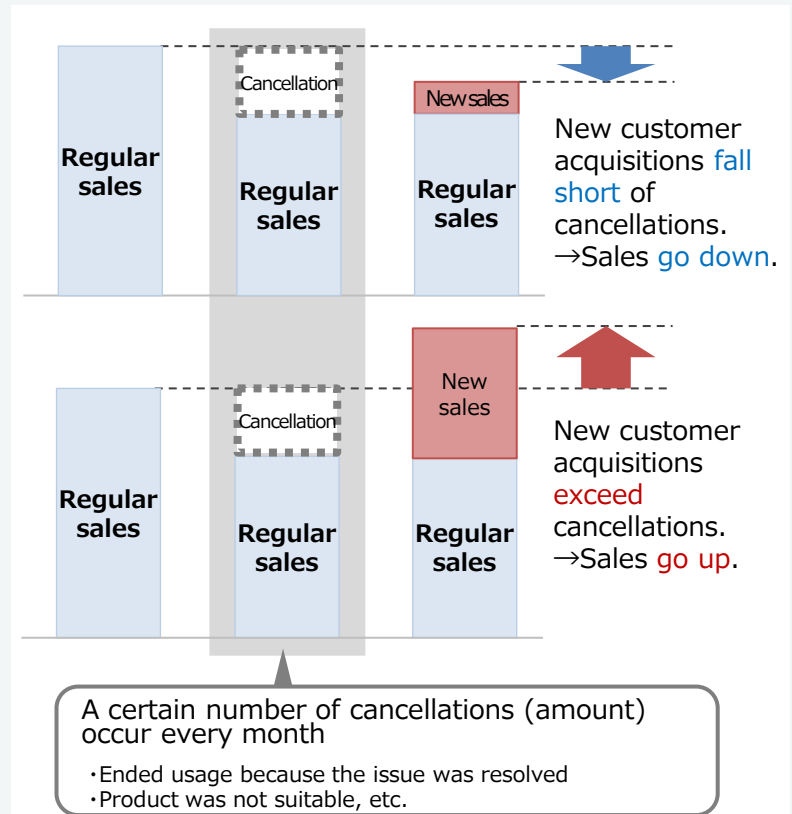 Regular
sales
Cancellation
Regular
sales
New sales
Regular
sales
New customer
acquisitions fall
short of
cancellations.
→Sales go down.
Regular
sales
Cancellation
Regular
sales
New
sales
Regular
sales
New customer
acquisitions
exceed
cancellations.
→Sales go up.
A certain number of cancellations (amount)
occur every month
・Ended usage because the issue was resolved
・Product was not suitable, etc.